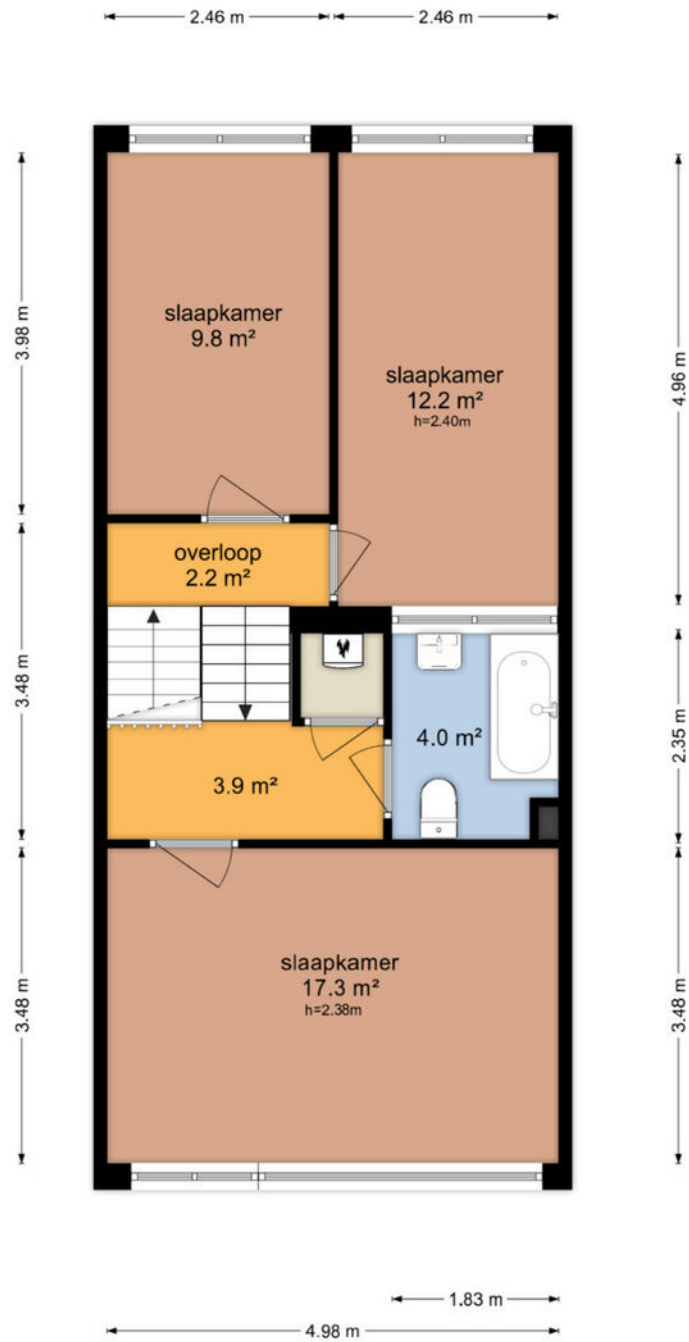 2.46 m
2.46 m
slaapkamer
9.8 m²
3.98 m
slaapkamer
12.2 m²
h=2.40m
4.96 m
overloop
2.2 m²
3.48 m
4.0 m²
2.35 m
3.9 m²
slaapkamer
17.3 m²
h=2.38m
3.48 m
3.48 m
1.83 m
4.98 m